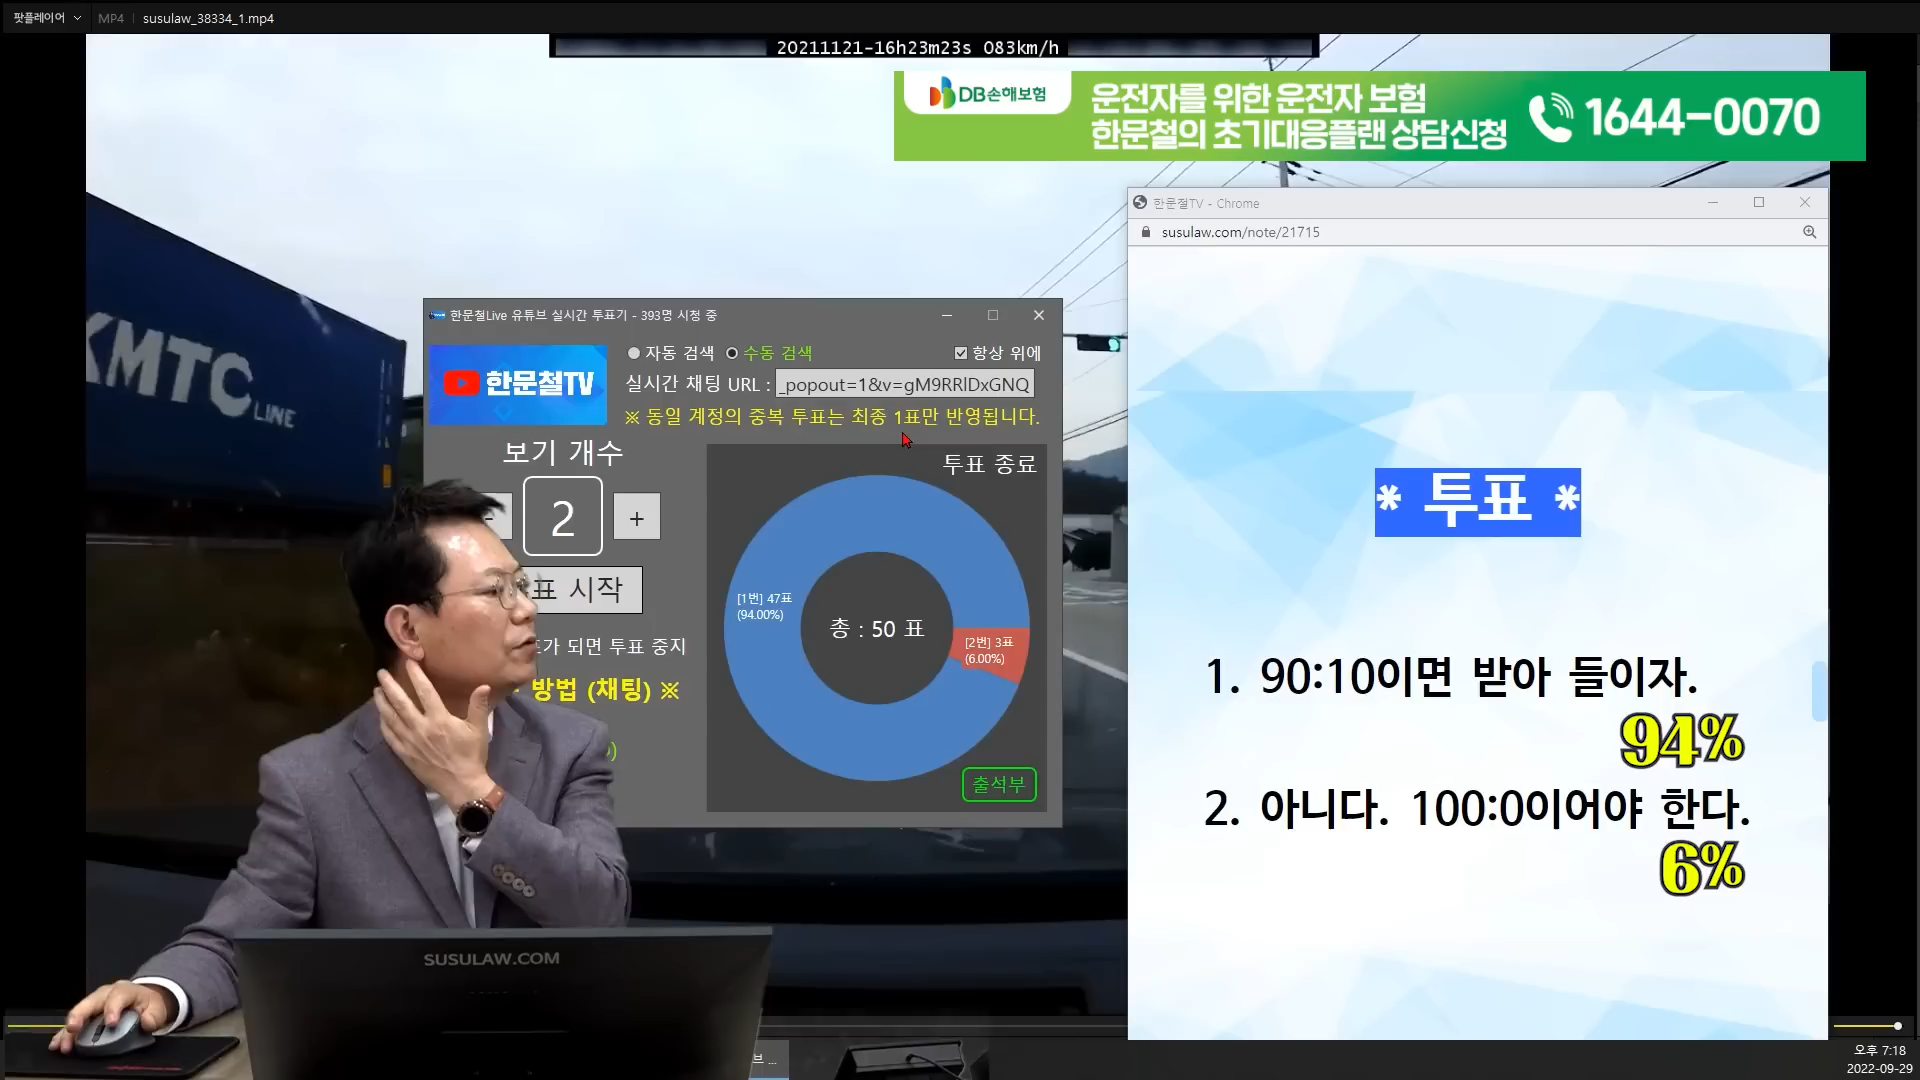 팟플레이어
MP4
susulaw_38334_1.mp4
20211121-16h23m23s 083km/h
DB손해보험
운전자를 위한 운전자 보험
한문철의 초기대응플랜 상담신청
1644-0070
한문철TV - Chrome
susulaw.com/note/21715
KMTC LINE
한문철Live 유튜브 실시간 투표기 - 393명 시청 중
한문철TV
자동 검색
수동 검색
항상 위에
실시간 채팅 URL :
_popout=1&v=gM9RRlDxGNQ
※ 동일 계정의 중복 투표는 최종 1표만 반영됩니다.
보기 개수
-
2
+
표 시작
가 되면 투표 중지
방법 (채팅) ※
투표 종료
[1번] 47표
(94.00%)
총 : 50 표
[2번] 3표
(6.00%)
출석부
* 투표 *
1. 90:10이면 받아 들이자.
94%
2. 아니다. 100:0이어야 한다.
6%
SUSULAW.COM
브 ...
오후 7:18
2022-09-29